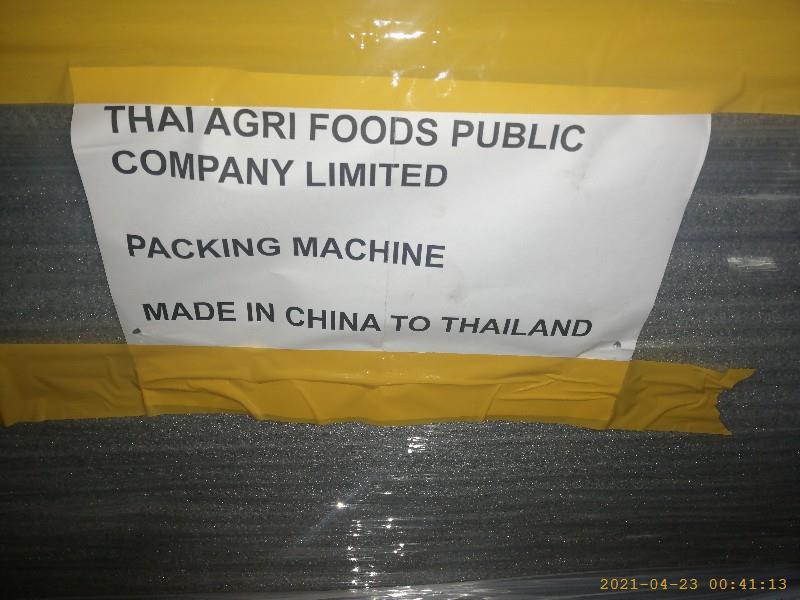 THAI AGRI FOODS PUBLIC
COMPANY LIMITED
PACKING MACHINE
MADE IN CHINA TO THAILAND
2021-04-23 00:41:13